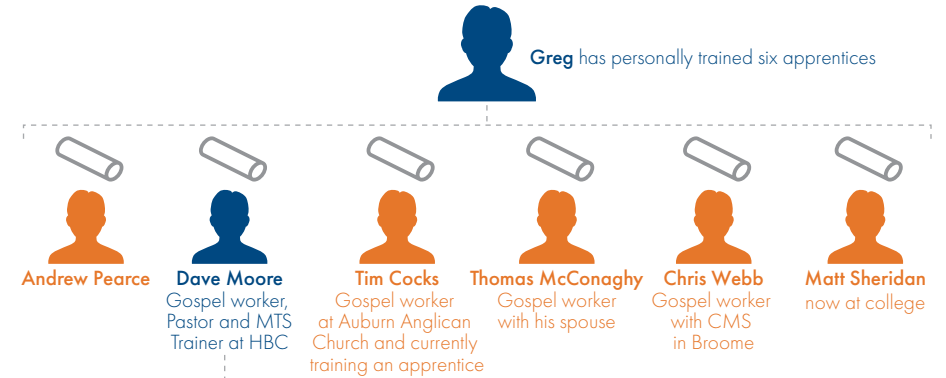 Greg has personally trained six apprentices
Andrew Pearce
Dave Moore
Gospel worker,
Pastor and MTS
Trainer at HBC
Tim Cocks
Gospel worker
at Auburn Anglican
Church and currently
training an apprentice
Thomas McConaghy
Gospel worker
with his spouse
Chris Webb
Gospel worker
with CMS
in Broome
Matt Sheridan
now at college